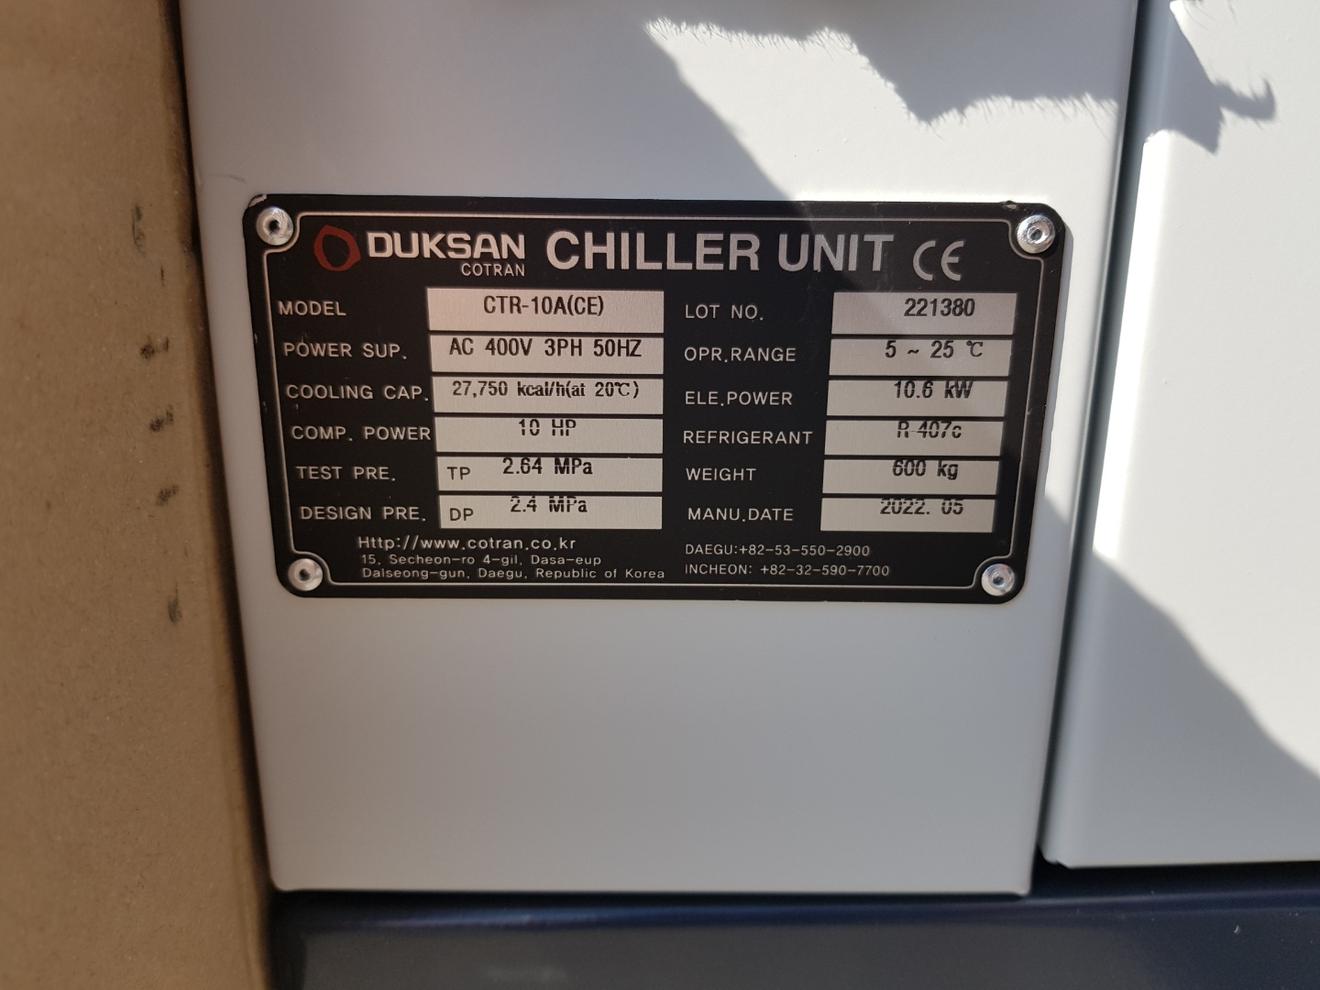 DUKSAN COTRAN CHILLER UNIT CE
MODEL CTR-10A(CE) LOT NO. 221380
POWER SUP. AC 400V 3PH 50HZ OPR.RANGE 5 ~ 25 ℃
COOLING CAP. 27,750 kcal/h(at 20℃) ELE.POWER 10.6 kW
COMP. POWER 10 HP REFRIGERANT R-407c
TEST PRE. TP 2.64 MPa WEIGHT 600 kg
DESIGN PRE. DP 2.4 MPa MANU.DATE 2022. 05
Http://www.cotran.co.kr
15, Secheon-ro 4-gil, Dasa-eup DAEGU:+82-53-550-2900
Dalseong-gun, Daegu, Republic of Korea INCHEON: +82-32-590-7700